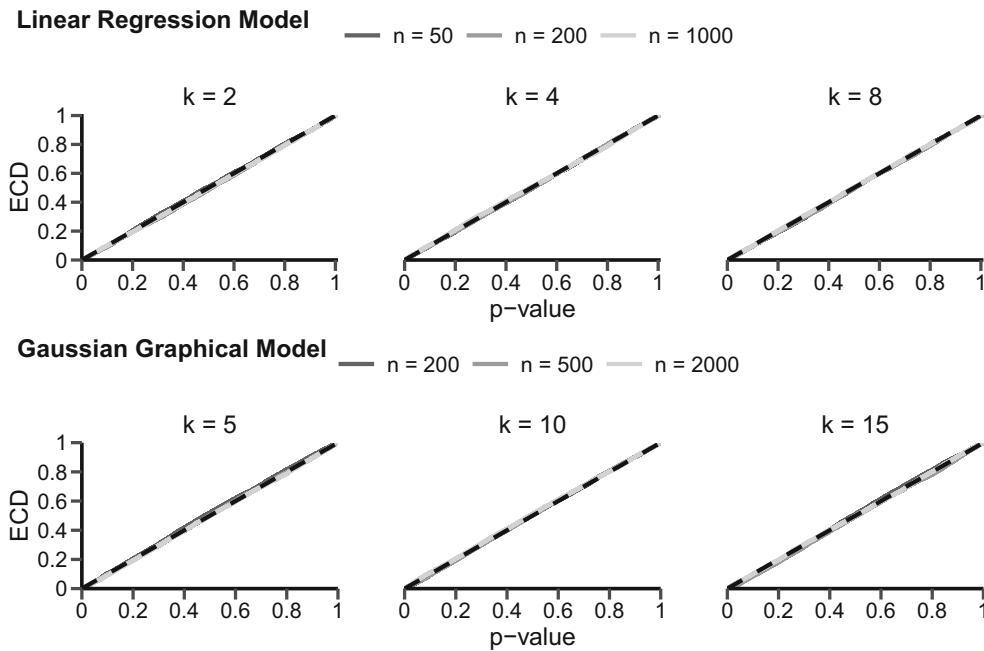 Linear Regression Model
n = 50 n = 200 n = 1000
k = 2 k = 4 k = 8
ECD
1
0.8
0.6
0.4
0.2
0
0 0.2 0.4 0.6 0.8 1
0 0.2 0.4 0.6 0.8 1
0 0.2 0.4 0.6 0.8 1
p−value
Gaussian Graphical Model
n = 200 n = 500 n = 2000
k = 5 k = 10 k = 15
ECD
1
0.8
0.6
0.4
0.2
0
0 0.2 0.4 0.6 0.8 1
0 0.2 0.4 0.6 0.8 1
0 0.2 0.4 0.6 0.8 1
p−value